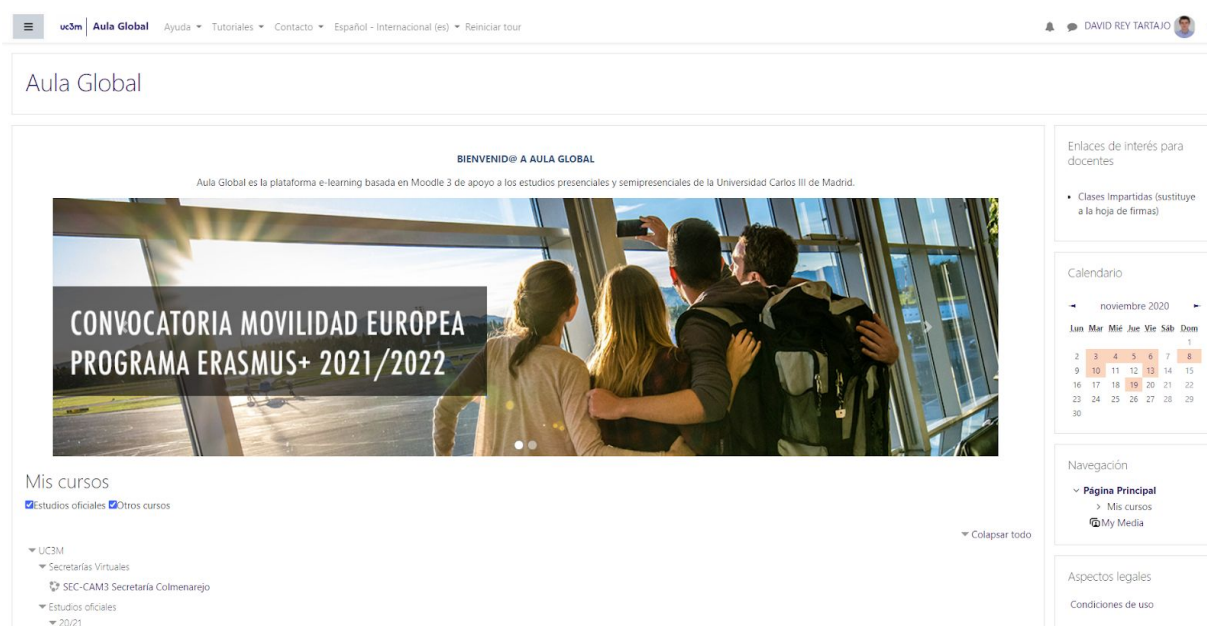 uc3m Aula Global Ayuda Tutoriales Contacto Español - Internacional (es) Reiniciar tour DAVID REY TARTAJO
Aula Global
BIENVENID@ A AULA GLOBAL
Aula Global es la plataforma e-learning basada en Moodle 3 de apoyo a los estudios presenciales y semipresenciales de la Universidad Carlos III de Madrid.
CONVOCATORIA MOVILIDAD EUROPEA
PROGRAMA ERASMUS+ 2021/2022
Mis cursos
Estudios oficiales Otros cursos
Colapsar todo
UC3M
Secretarías Virtuales
SEC-CAM3 Secretaría Colmenarejo
Estudios oficiales
20/21
Enlaces de interés para
docentes
Clases Impartidas (sustituye
a la hoja de firmas)
Calendario
noviembre 2020
Lun Mar Mié Jue Vie Sáb Dom
1
2 3 4 5 6 7 8
9 10 11 12 13 14 15
16 17 18 19 20 21 22
23 24 25 26 27 28 29
30
Navegación
Página Principal
Mis cursos
My Media
Aspectos legales
Condiciones de uso